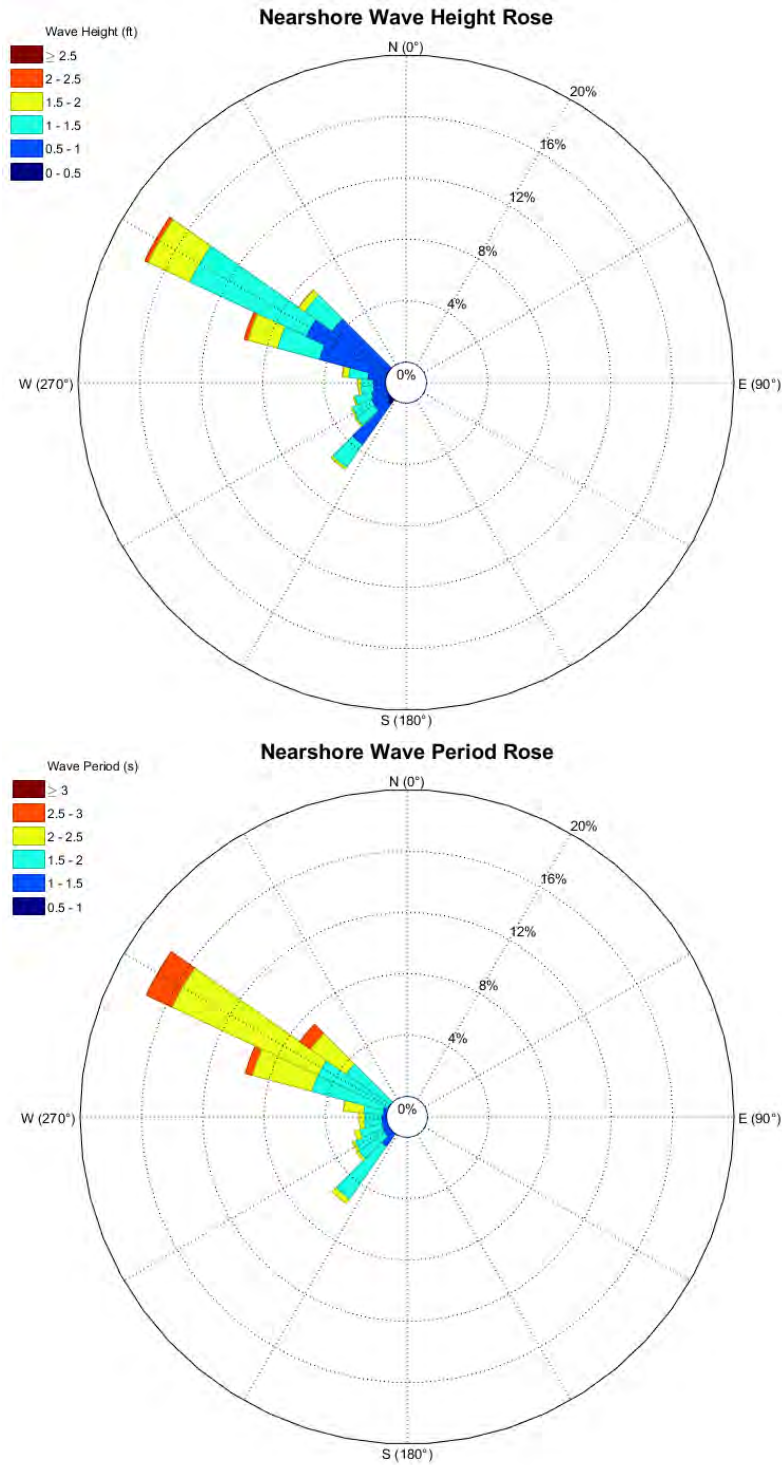 Nearshore Wave Height Rose
Wave Height (ft)
≥ 2.5
2 - 2.5
1.5 - 2
1 - 1.5
0.5 - 1
0 - 0.5
N (0°)
20%
16%
12%
8%
4%
0%
W (270°)
E (90°)
S (180°)
Nearshore Wave Period Rose
Wave Period (s)
≥ 3
2.5 - 3
2 - 2.5
1.5 - 2
1 - 1.5
0.5 - 1
N (0°)
20%
16%
12%
8%
4%
0%
W (270°)
E (90°)
S (180°)